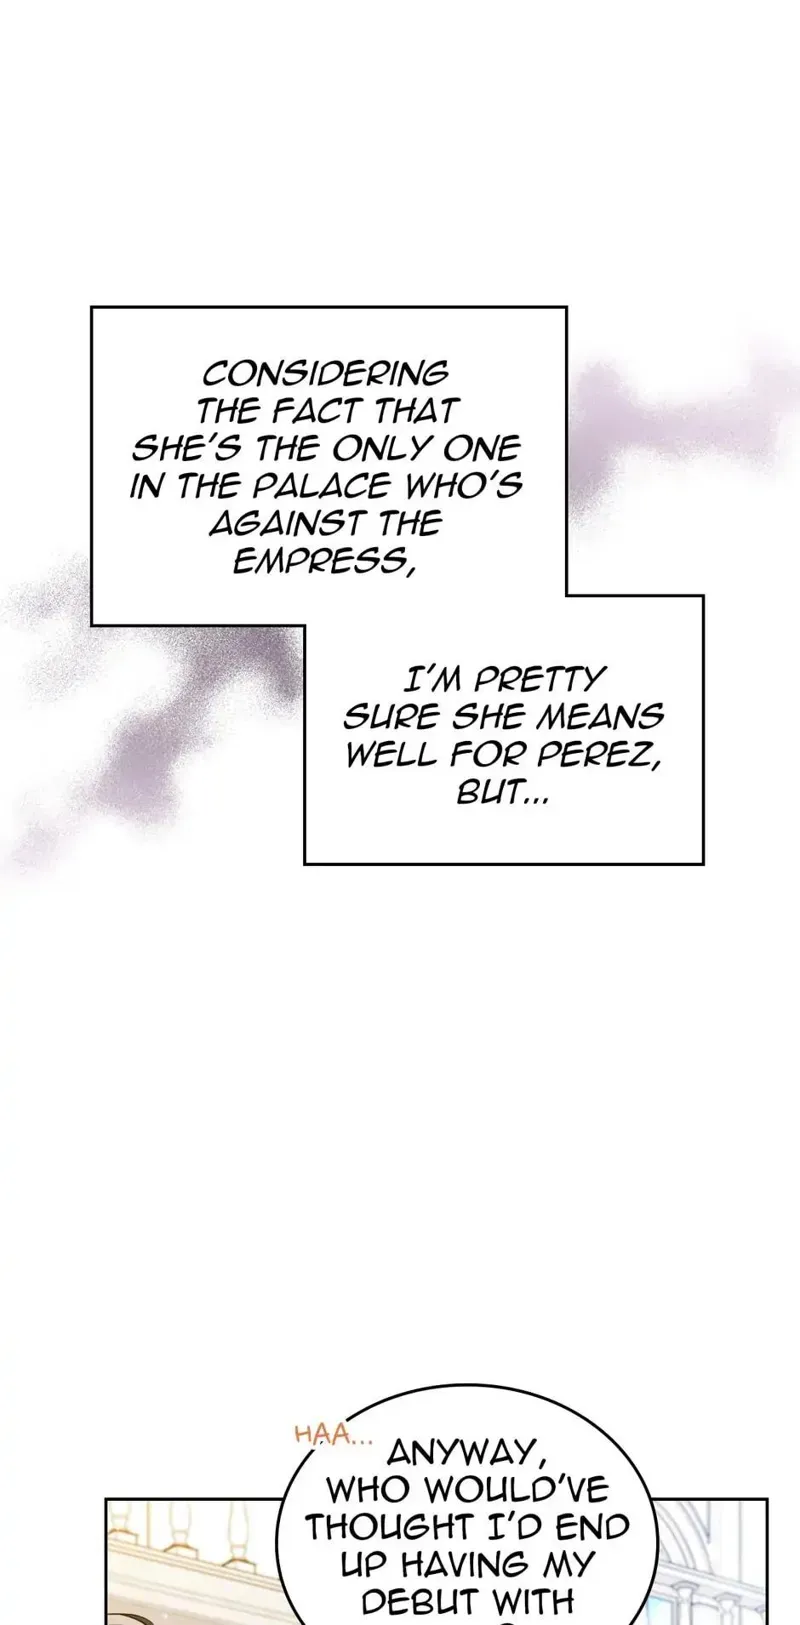 CONSIDERING
THE FACT THAT
SHE'S THE ONLY ONE
IN THE PALACE WHO'S
AGAINST THE
EMPRESS,
I'M PRETTY
SURE SHE MEANS
WELL FOR PEREZ,
BUT...
HAA...
ANYWAY,
WHO WOULD'VE
THOUGHT I'D END
UP HAVING MY
DEBUT WITH